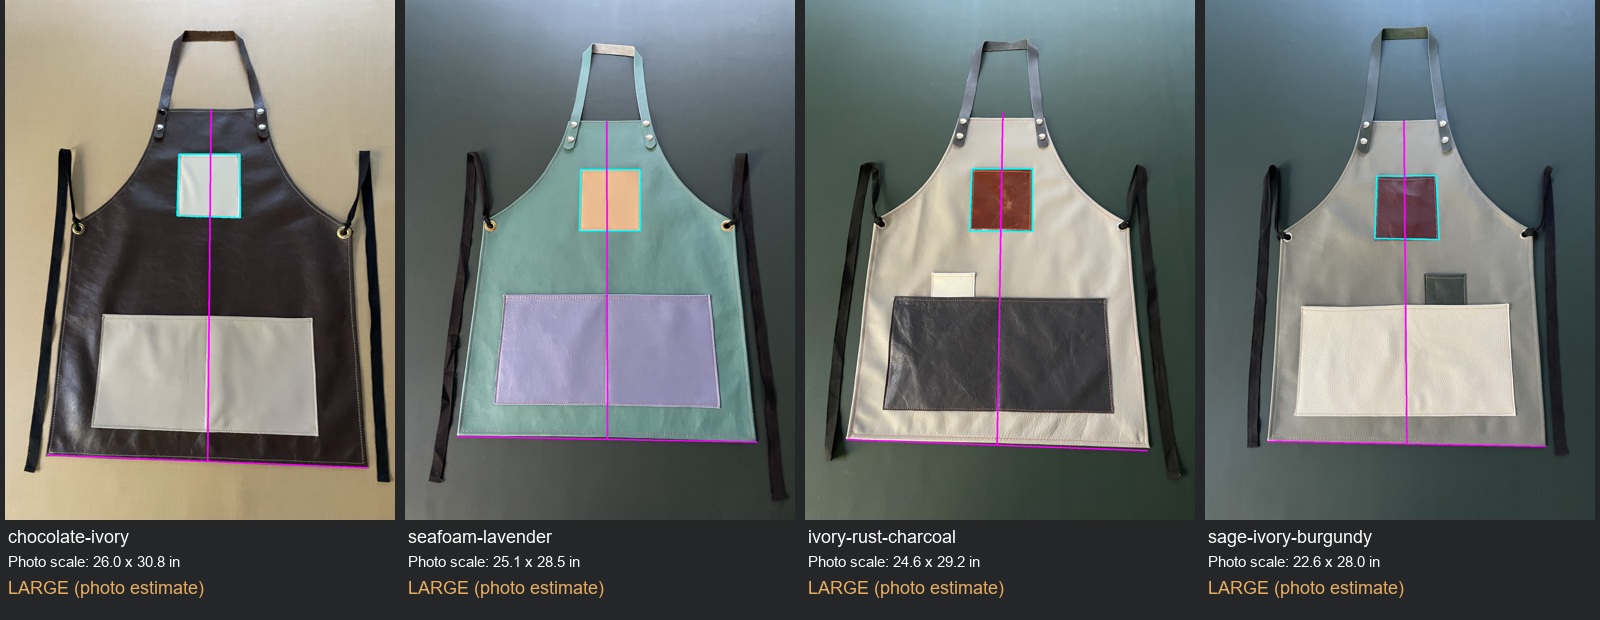 chocolate-ivory
Photo scale: 26.0 x 30.8 in
LARGE (photo estimate)
seafoam-lavender
Photo scale: 25.1 x 28.5 in
LARGE (photo estimate)
ivory-rust-charcoal
Photo scale: 24.6 x 29.2 in
LARGE (photo estimate)
sage-ivory-burgundy
Photo scale: 22.6 x 28.0 in
LARGE (photo estimate)